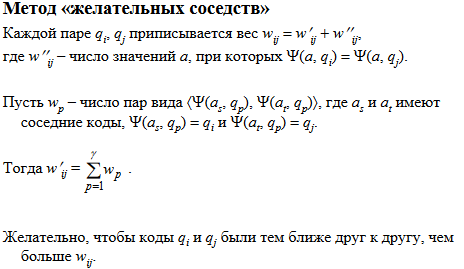 Метод «желательных соседств»
Каждой паре qᵢ, qⱼ приписывается вес wᵢⱼ = w′ᵢⱼ + w″ᵢⱼ,
где w″ᵢⱼ – число значений a, при которых Ψ(a, qᵢ) = Ψ(a, qⱼ).
Пусть wₚ – число пар вида ⟨Ψ(aₛ, qₚ), Ψ(aₜ, qₚ)⟩, где aₛ и aₜ имеют
соседние коды, Ψ(aₛ, qₚ) = qᵢ и Ψ(aₜ, qₚ) = qⱼ.
Тогда w′ᵢⱼ = ∑_{p=1}^{γ} wₚ .
Желательно, чтобы коды qᵢ и qⱼ были тем ближе друг к другу, чем
больше wᵢⱼ.